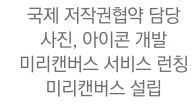 국제 저작권협약 담당
사진, 아이콘 개발
미리캔버스 서비스 런칭
미리캔버스 설립